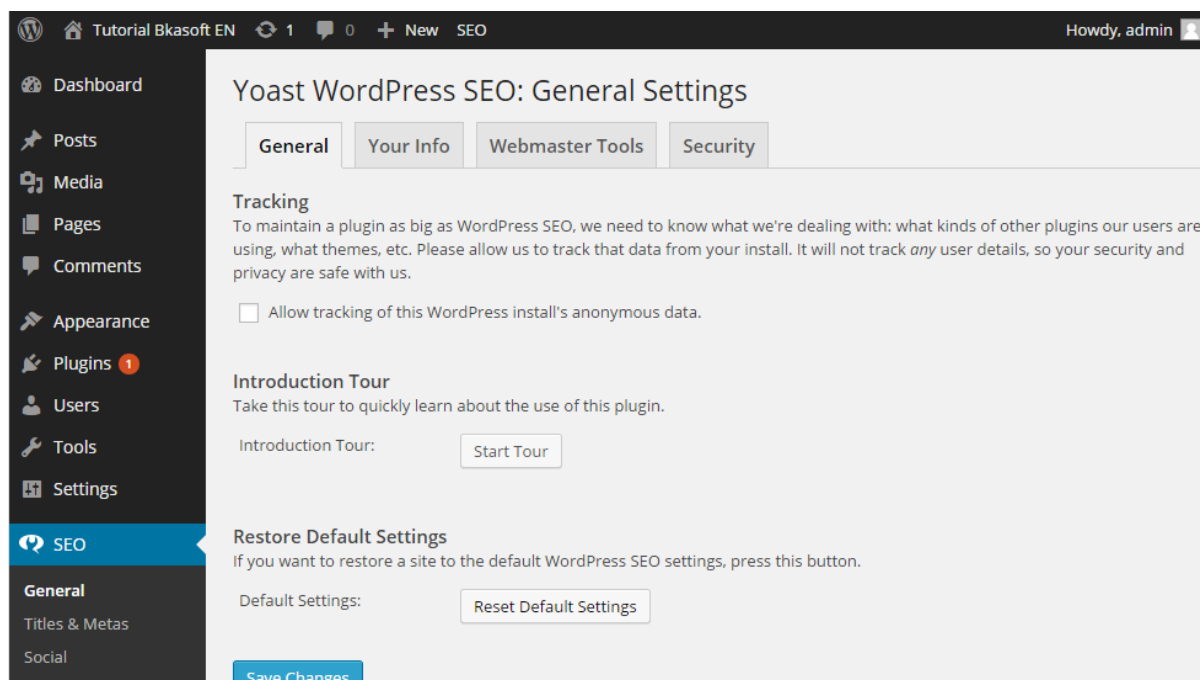 Tutorial Bkasoft EN 1 0 New SEO Howdy, admin
Dashboard
Posts
Media
Pages
Comments
Appearance
Plugins 1
Users
Tools
Settings
SEO
General
Titles & Metas
Social
Yoast WordPress SEO: General Settings
General Your Info Webmaster Tools Security
Tracking
To maintain a plugin as big as WordPress SEO, we need to know what we're dealing with: what kinds of other plugins our users are
using, what themes, etc. Please allow us to track that data from your install. It will not track any user details, so your security and
privacy are safe with us.
Allow tracking of this WordPress install's anonymous data.
Introduction Tour
Take this tour to quickly learn about the use of this plugin.
Introduction Tour: Start Tour
Restore Default Settings
If you want to restore a site to the default WordPress SEO settings, press this button.
Default Settings: Reset Default Settings
Save Changes